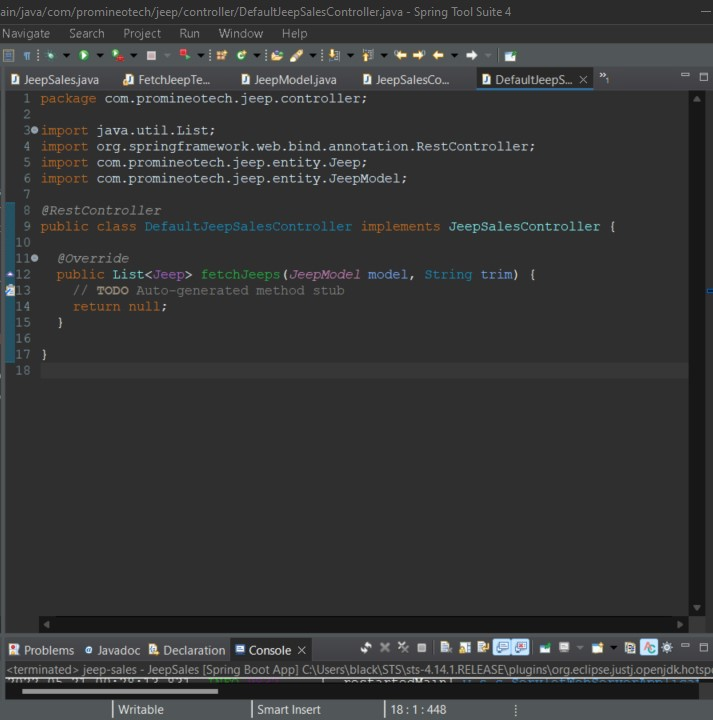 ain/java/com/promineotech/jeep/controller/DefaultJeepSalesController.java - Spring Tool Suite 4
Navigate Search Project Run Window Help
JeepSales.java FetchJeepTe... JeepModel.java JeepSalesCo... DefaultJeepS... »1
1 package com.promineotech.jeep.controller;
2
3 import java.util.List;
4 import org.springframework.web.bind.annotation.RestController;
5 import com.promineotech.jeep.entity.Jeep;
6 import com.promineotech.jeep.entity.JeepModel;
7
8 @RestController
9 public class DefaultJeepSalesController implements JeepSalesController {
10
11 @Override
12 public List<Jeep> fetchJeeps(JeepModel model, String trim) {
13 // TODO Auto-generated method stub
14 return null;
15 }
16
17 }
18
Problems Javadoc Declaration Console
<terminated> jeep-sales - JeepSales [Spring Boot App] C:\Users\black\STS\sts-4.14.1.RELEASE\plugins\org.eclipse.justj.openjdk.hotsp
Writable Smart Insert 18 : 1 : 448